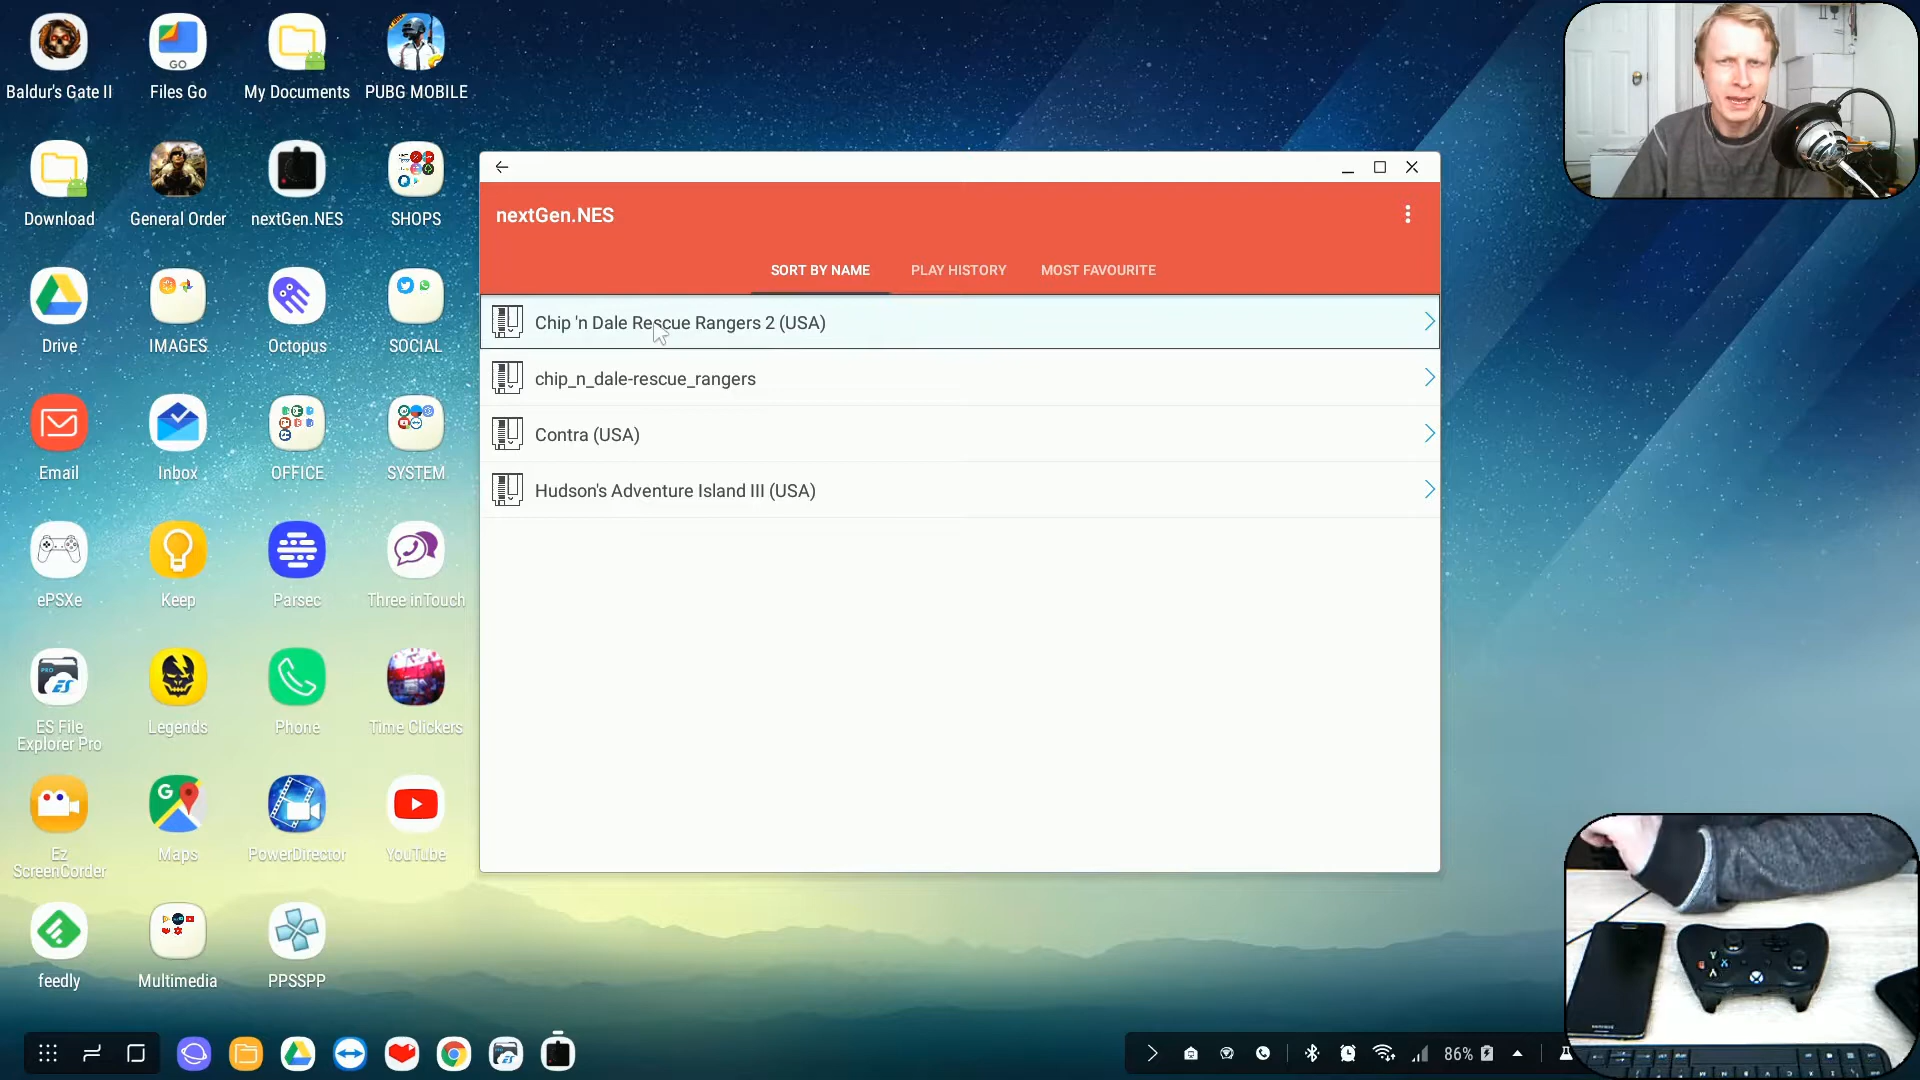 Baldur's Gate II
GO
Files Go
My Documents
PUBG MOBILE
Download
General Order
nextGen.NES
SHOPS
Drive
IMAGES
Octopus
SOCIAL
Email
Inbox
OFFICE
SYSTEM
ePSXe
Keep
Parsec
Three inTouch
PRO
ES
ES File
Explorer Pro
Legends
Phone
Time Clickers
Ez
ScreenCorder
G
Maps
PowerDirector
YouTube
feedly
Multimedia
PPSSPP
nextGen.NES
SORT BY NAME
PLAY HISTORY
MOST FAVOURITE
Chip 'n Dale Rescue Rangers 2 (USA)
chip_n_dale-rescue_rangers
Contra (USA)
Hudson's Adventure Island III (USA)
86%